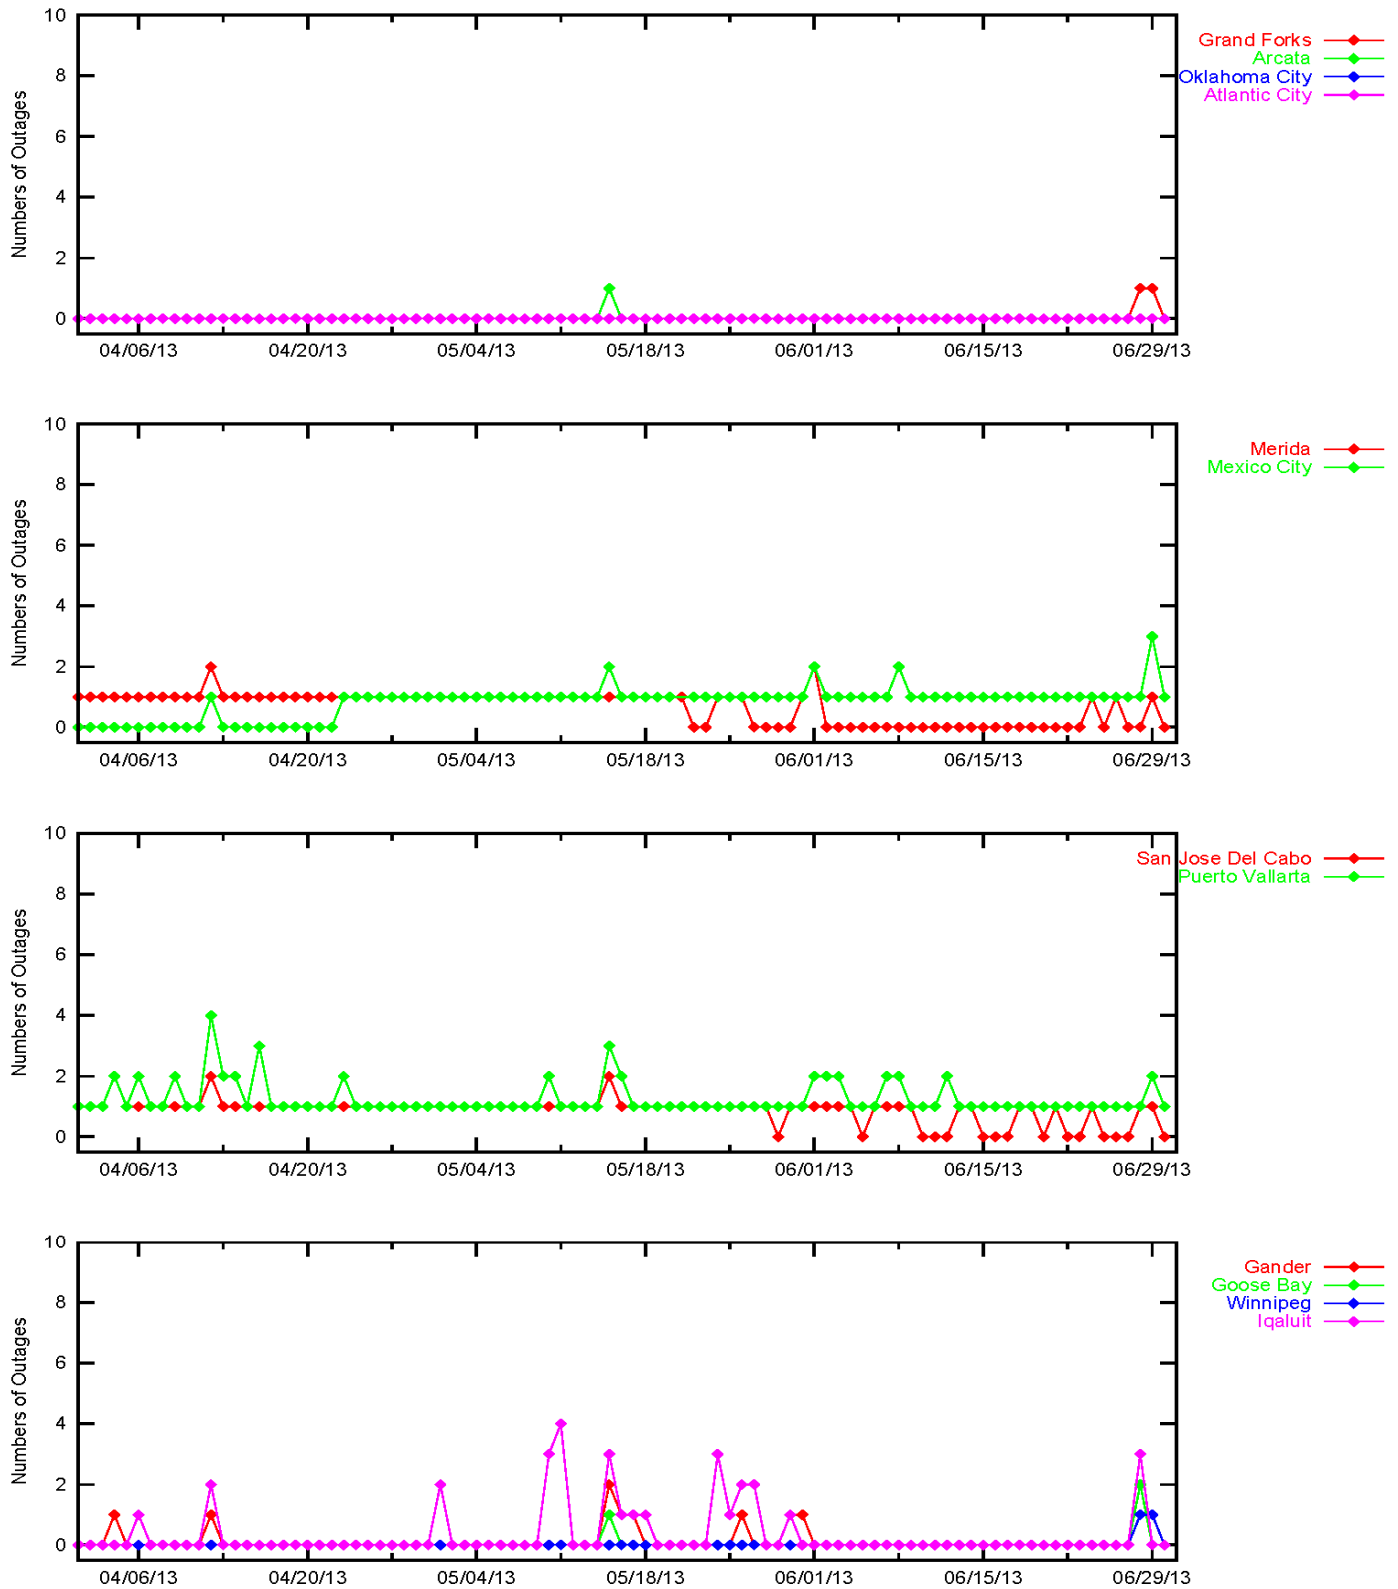 10
8
6
4
2
0
Numbers of Outages
Grand Forks
Arcata
Oklahoma City
Atlantic City
04/06/13 04/20/13 05/04/13 05/18/13 06/01/13 06/15/13 06/29/13
10
8
6
4
2
0
Numbers of Outages
Merida
Mexico City
04/06/13 04/20/13 05/04/13 05/18/13 06/01/13 06/15/13 06/29/13
10
8
6
4
2
0
Numbers of Outages
San Jose Del Cabo
Puerto Vallarta
04/06/13 04/20/13 05/04/13 05/18/13 06/01/13 06/15/13 06/29/13
10
8
6
4
2
0
Numbers of Outages
Gander
Goose Bay
Winnipeg
Iqaluit
04/06/13 04/20/13 05/04/13 05/18/13 06/01/13 06/15/13 06/29/13